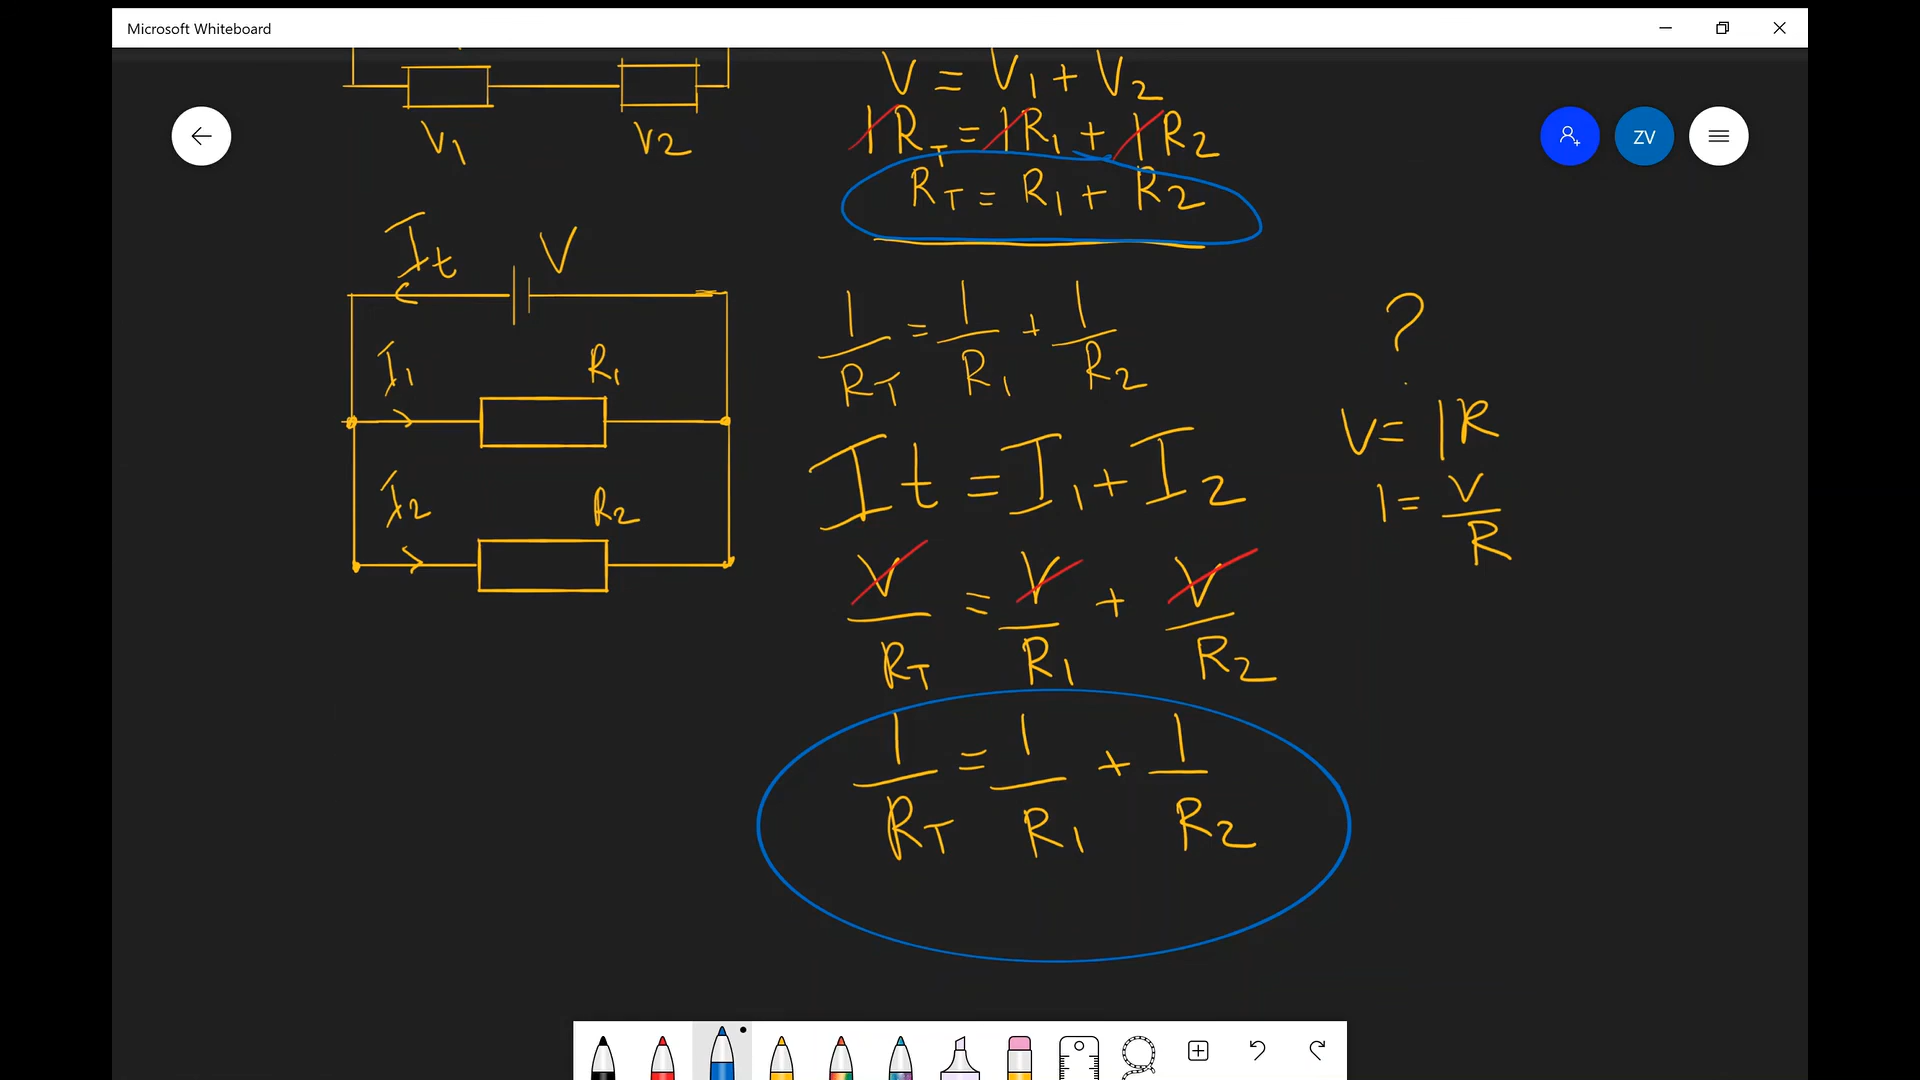 Microsoft Whiteboard
V = V1 + V2
V1 V2
IRT = IR1 + IR2
ZV
RT = R1 + R2
It V
1/RT = 1/R1 + 1/R2
?
I1 R1
V = IR
It = I1 + I2
I = V/R
I2 R2
V/RT = V/R1 + V/R2
1/RT = 1/R1 + 1/R2